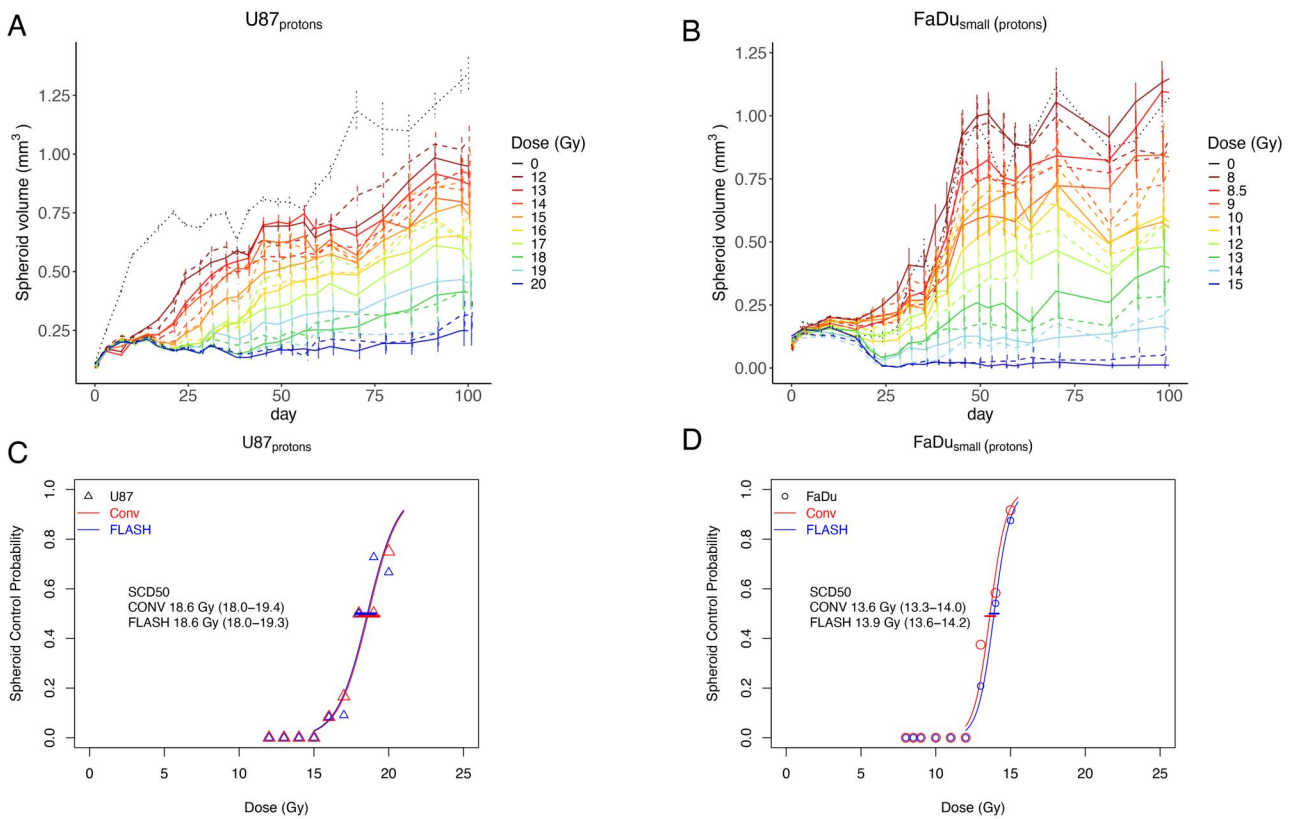 A
U87protons
Spheroid volume (mm³ )
1.25
1.00
0.75
0.50
0.25
0
25
50
75
100
day
Dose (Gy)
0
12
13
14
15
16
17
18
19
20
B
FaDusmall (protons)
Spheroid volume (mm³ )
1.25
1.00
0.75
0.50
0.25
0.00
0
25
50
75
100
day
Dose (Gy)
0
8
8.5
9
10
11
12
13
14
15
C
U87protons
Spheroid Control Probability
1.0
0.8
0.6
0.4
0.2
0.0
U87
Conv
FLASH
SCD50
CONV 18.6 Gy (18.0−19.4)
FLASH 18.6 Gy (18.0−19.3)
0
5
10
15
20
25
Dose (Gy)
D
FaDusmall (protons)
Spheroid Control Probability
1.0
0.8
0.6
0.4
0.2
0.0
FaDu
Conv
FLASH
SCD50
CONV 13.6 Gy (13.3−14.0)
FLASH 13.9 Gy (13.6−14.2)
0
5
10
15
20
25
Dose (Gy)